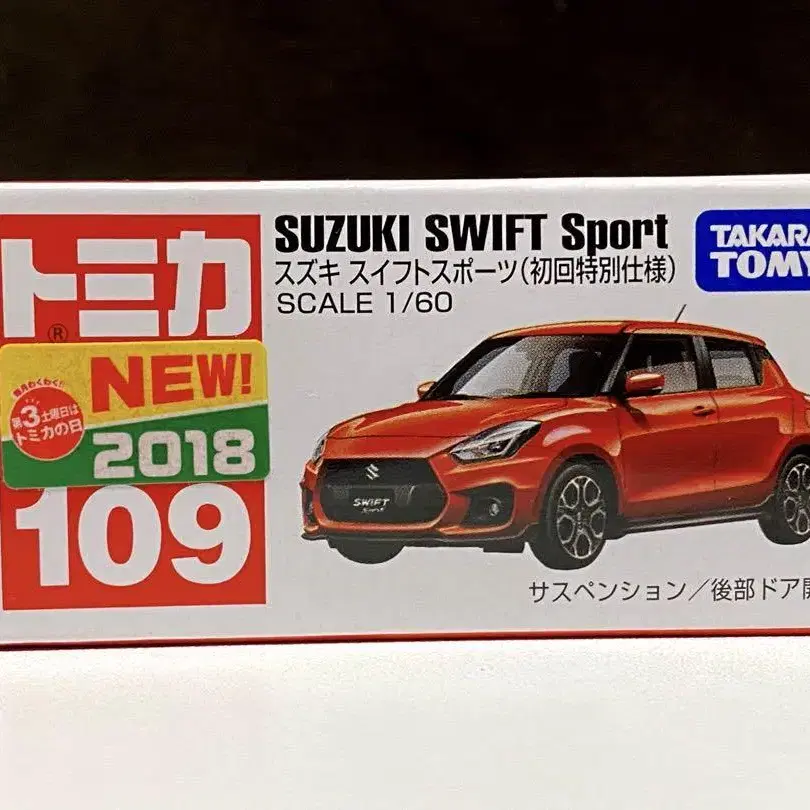 SUZUKI SWIFT Sport
スズキ スイフトスポーツ(初回特別仕様)
SCALE 1/60
TAKARA
TOMY
トミカ
®
NEW!
毎月わくわく!!
第3土曜日は
トミカの日
2018
109
SWIFT
Sport
サスペンション/後部ドア開